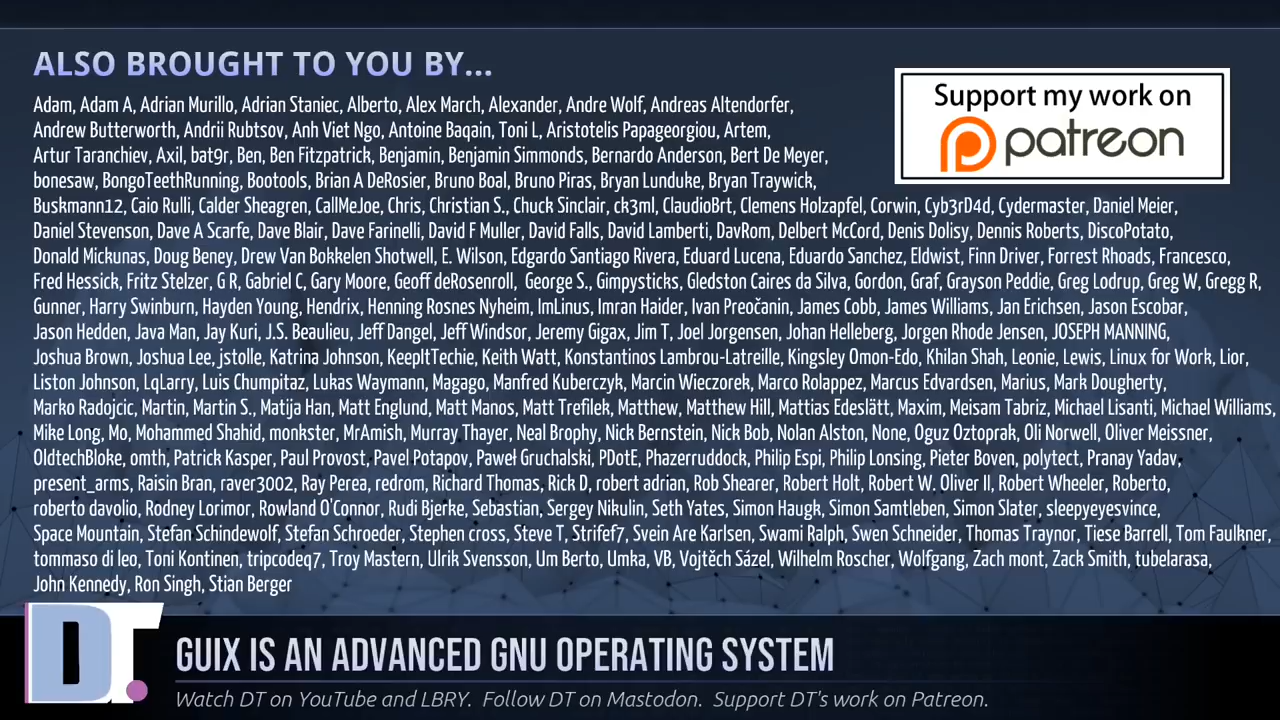 ALSO BROUGHT TO YOU BY...
Adam, Adam A, Adrian Murillo, Adrian Staniec, Alberto, Alex March, Alexander, Andre Wolf, Andreas Altendorfer,
Andrew Butterworth, Andrii Rubtsov, Anh Viet Ngo, Antoine Baqain, Toni L, Aristotelis Papageorgiou, Artem,
Artur Taranchiev, Axil, bat9r, Ben, Ben Fitzpatrick, Benjamin, Benjamin Simmonds, Bernardo Anderson, Bert De Meyer,
bonesaw, BongoTeethRunning, Bootools, Brian A DeRosier, Bruno Boal, Bruno Piras, Bryan Lunduke, Bryan Traywick,
Buskmann12, Caio Rulli, Calder Sheagren, CallMeJoe, Chris, Christian S., Chuck Sinclair, ck3ml, ClaudioBrt, Clemens Holzapfel, Corwin, Cyb3rD4d, Cydermaster, Daniel Meier,
Daniel Stevenson, Dave A Scarfe, Dave Blair, Dave Farinelli, David F Muller, David Falls, David Lamberti, DavRom, Delbert McCord, Denis Dolisy, Dennis Roberts, DiscoPotato,
Donald Mickunas, Doug Beney, Drew Van Bokkelen Shotwell, E. Wilson, Edgardo Santiago Rivera, Eduard Lucena, Eduardo Sanchez, Eldwist, Finn Driver, Forrest Rhoads, Francesco,
Fred Hessick, Fritz Stelzer, G R, Gabriel C, Gary Moore, Geoff deRosenroll, George S., Gimpysticks, Gledston Caires da Silva, Gordon, Graf, Grayson Peddie, Greg Lodrup, Greg W, Gregg R,
Gunner, Harry Swinburn, Hayden Young, Hendrix, Henning Rosnes Nyheim, ImLinus, Imran Haider, Ivan Preočanin, James Cobb, James Williams, Jan Erichsen, Jason Escobar,
Jason Hedden, Java Man, Jay Kuri, J.S. Beaulieu, Jeff Dangel, Jeff Windsor, Jeremy Gigax, Jim T, Joel Jorgensen, Johan Helleberg, Jorgen Rhode Jensen, JOSEPH MANNING,
Joshua Brown, Joshua Lee, jstolle, Katrina Johnson, KeepItTechie, Keith Watt, Konstantinos Lambrou-Latreille, Kingsley Omon-Edo, Khilan Shah, Leonie, Lewis, Linux for Work, Lior,
Liston Johnson, LqLarry, Luis Chumpitaz, Lukas Waymann, Magago, Manfred Kuberczyk, Marcin Wieczorek, Marco Rolappez, Marcus Edvardsen, Marius, Mark Dougherty,
Marko Radojcic, Martin, Martin S., Matija Han, Matt Englund, Matt Manos, Matt Trefilek, Matthew, Matthew Hill, Mattias Edeslätt, Maxim, Meisam Tabriz, Michael Lisanti, Michael Williams,
Mike Long, Mo, Mohammed Shahid, monkster, MrAmish, Murray Thayer, Neal Brophy, Nick Bernstein, Nick Bob, Nolan Alston, None, Oguz Oztoprak, Oli Norwell, Oliver Meissner,
OldtechBloke, omth, Patrick Kasper, Paul Provost, Pavel Potapov, Paweł Gruchalski, PDotE, Phazerruddock, Philip Espi, Philip Lonsing, Pieter Boven, polytect, Pranay Yadav,
present_arms, Raisin Bran, raver3002, Ray Perea, redrom, Richard Thomas, Rick D, robert adrian, Rob Shearer, Robert Holt, Robert W. Oliver II, Robert Wheeler, Roberto,
roberto davolio, Rodney Lorimor, Rowland O'Connor, Rudi Bjerke, Sebastian, Sergey Nikulin, Seth Yates, Simon Haugk, Simon Samtleben, Simon Slater, sleepyeyesvince,
Space Mountain, Stefan Schindewolf, Stefan Schroeder, Stephen cross, Steve T, Strifef7, Svein Are Karlsen, Swami Ralph, Swen Schneider, Thomas Traynor, Tiese Barrell, Tom Faulkner,
tommaso di leo, Toni Kontinen, tripcodeq7, Troy Mastern, Ulrik Svensson, Um Berto, Umka, VB, Vojtěch Sázel, Wilhelm Roscher, Wolfgang, Zach mont, Zack Smith, tubelarasa,
John Kennedy, Ron Singh, Stian Berger
Support my work on
patreon
DT.
GUIX IS AN ADVANCED GNU OPERATING SYSTEM
Watch DT on YouTube and LBRY. Follow DT on Mastodon. Support DT's work on Patreon.